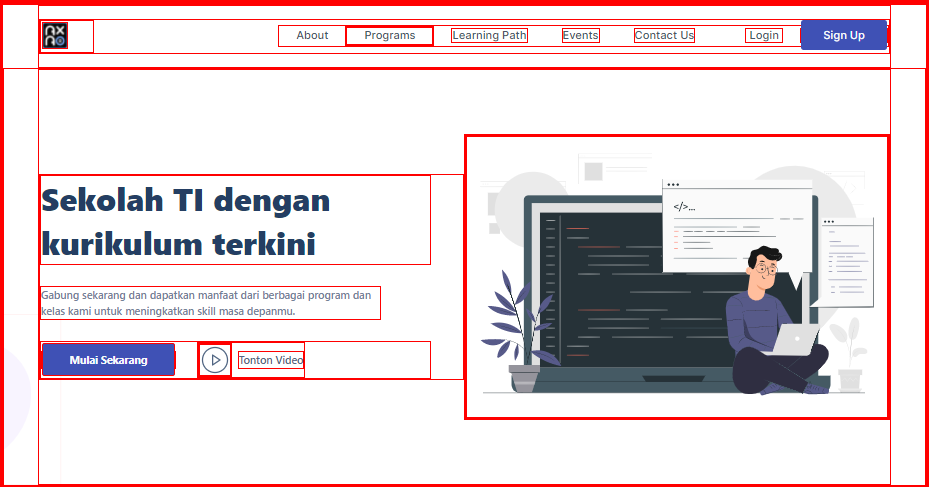 AX
About
Programs
Learning Path
Events
Contact Us
Login
Sign Up
Sekolah TI dengan
kurikulum terkini
Gabung sekarang dan dapatkan manfaat dari berbagai program dan
kelas kami untuk meningkatkan skill masa depanmu.
Mulai Sekarang
Tonton Video
</>...